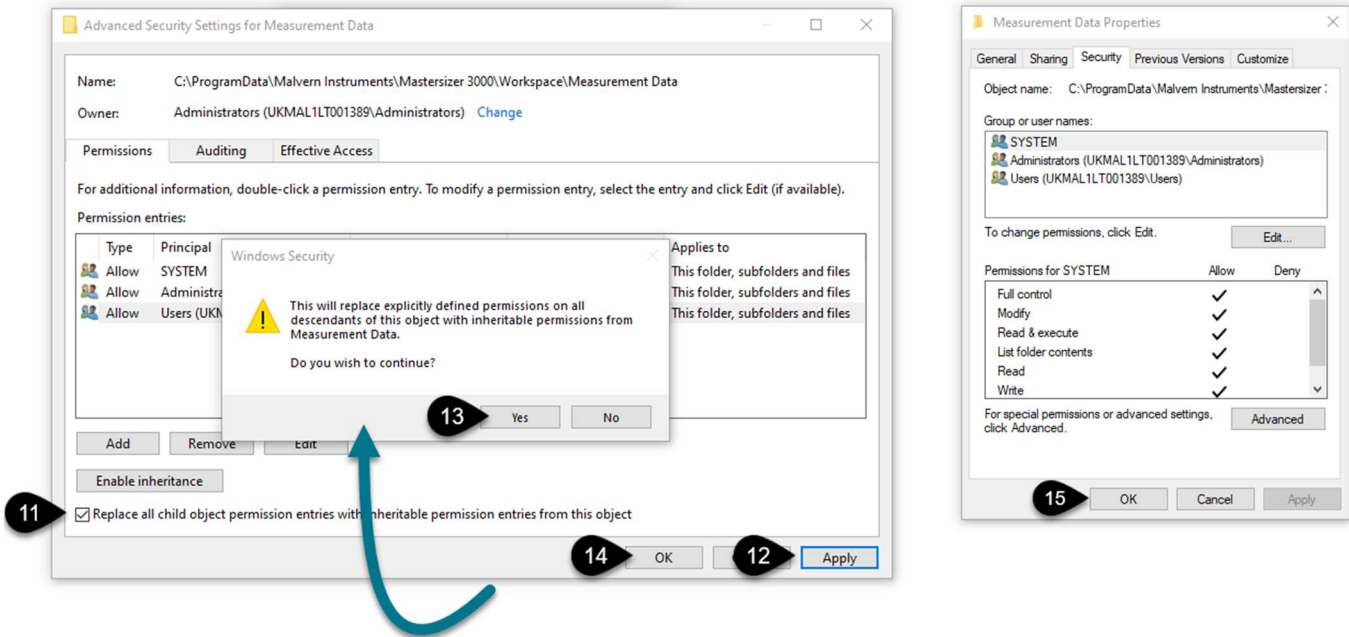 Advanced Security Settings for Measurement Data
Name: C:\ProgramData\Malvern Instruments\Mastersizer 3000\Workspace\Measurement Data
Owner: Administrators (UKMAL1LT001389\Administrators) Change
Permissions Auditing Effective Access
For additional information, double-click a permission entry. To modify a permission entry, select the entry and click Edit (if available).
Permission entries:
Type Principal Applies to
Allow SYSTEM This folder, subfolders and files
Allow Administra This folder, subfolders and files
Allow Users (UKM This folder, subfolders and files
Windows Security
This will replace explicitly defined permissions on all
descendants of this object with inheritable permissions from
Measurement Data.
Do you wish to continue?
13 Yes No
Add Remove Edit
Enable inheritance
11 Replace all child object permission entries with inheritable permission entries from this object
14 OK 12 Apply
Measurement Data Properties
General Sharing Security Previous Versions Customize
Object name: C:\ProgramData\Malvern Instruments\Mastersizer
Group or user names:
SYSTEM
Administrators (UKMAL1LT001389\Administrators)
Users (UKMAL1LT001389\Users)
To change permissions, click Edit. Edit...
Permissions for SYSTEM Allow Deny
Full control
Modify
Read & execute
List folder contents
Read
Write
For special permissions or advanced settings, Advanced
click Advanced.
15 OK Cancel Apply